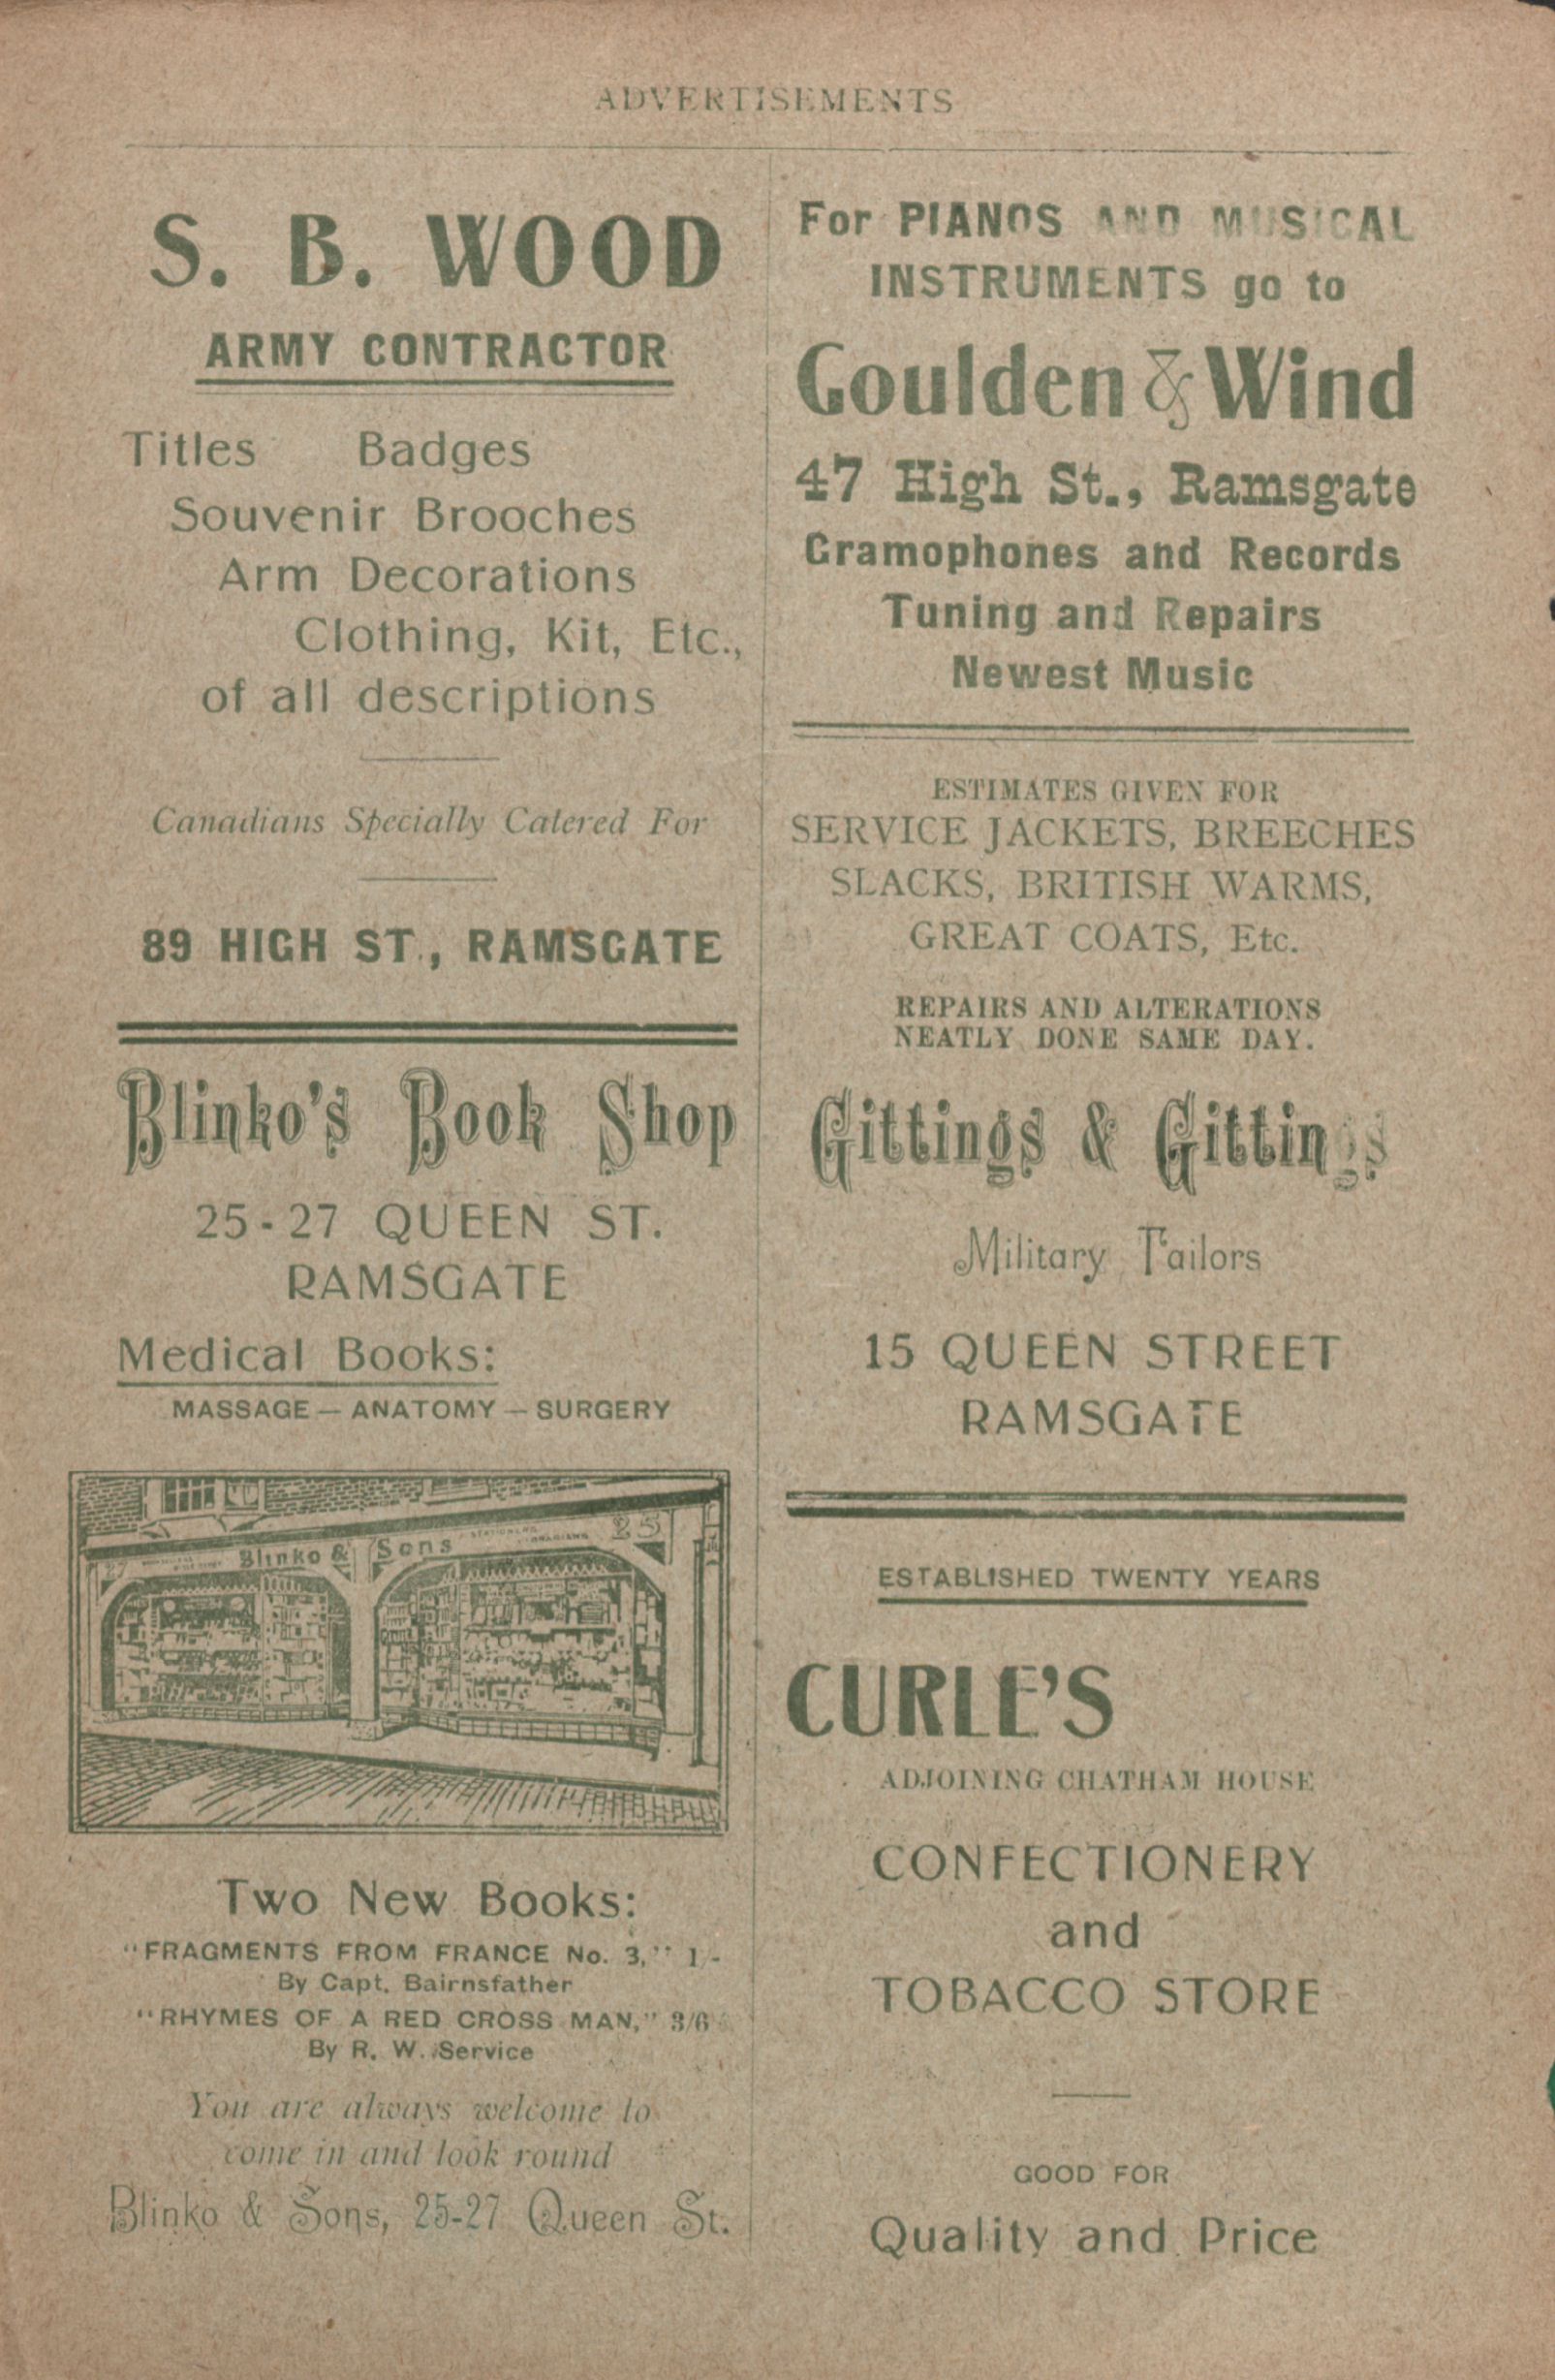 ADVERTISEMENTS
S. B. WOOD
ARMY CONTRACTOR
Titles Badges
Souvenir Brooches
Arm Decorations
Clothing, Kit, Etc.,
of all descriptions
Canadians Specially Catered For
89 HIGH ST., RAMSGATE
Blinko's Book Shop
25-27 QUEEN ST.
RAMSGATE
Medical Books:
MASSAGE — ANATOMY — SURGERY
Blinko & Sons
25
27
Two New Books:
"FRAGMENTS FROM FRANCE No. 3," 1/-
By Capt. Bairnsfather
"RHYMES OF A RED CROSS MAN," 3/6
By R. W. Service
You are always welcome to
come in and look round
Blinko & Sons, 25-27 Queen St.
For PIANOS AND MUSICAL
INSTRUMENTS go to
Goulden & Wind
47 High St., Ramsgate
Gramophones and Records
Tuning and Repairs
Newest Music
ESTIMATES GIVEN FOR
SERVICE JACKETS, BREECHES
SLACKS, BRITISH WARMS,
GREAT COATS, Etc.
REPAIRS AND ALTERATIONS
NEATLY DONE SAME DAY.
Gittings & Gittings
Military Tailors
15 QUEEN STREET
RAMSGATE
ESTABLISHED TWENTY YEARS
CURLE'S
ADJOINING CHATHAM HOUSE
CONFECTIONERY
and
TOBACCO STORE
GOOD FOR
Quality and Price